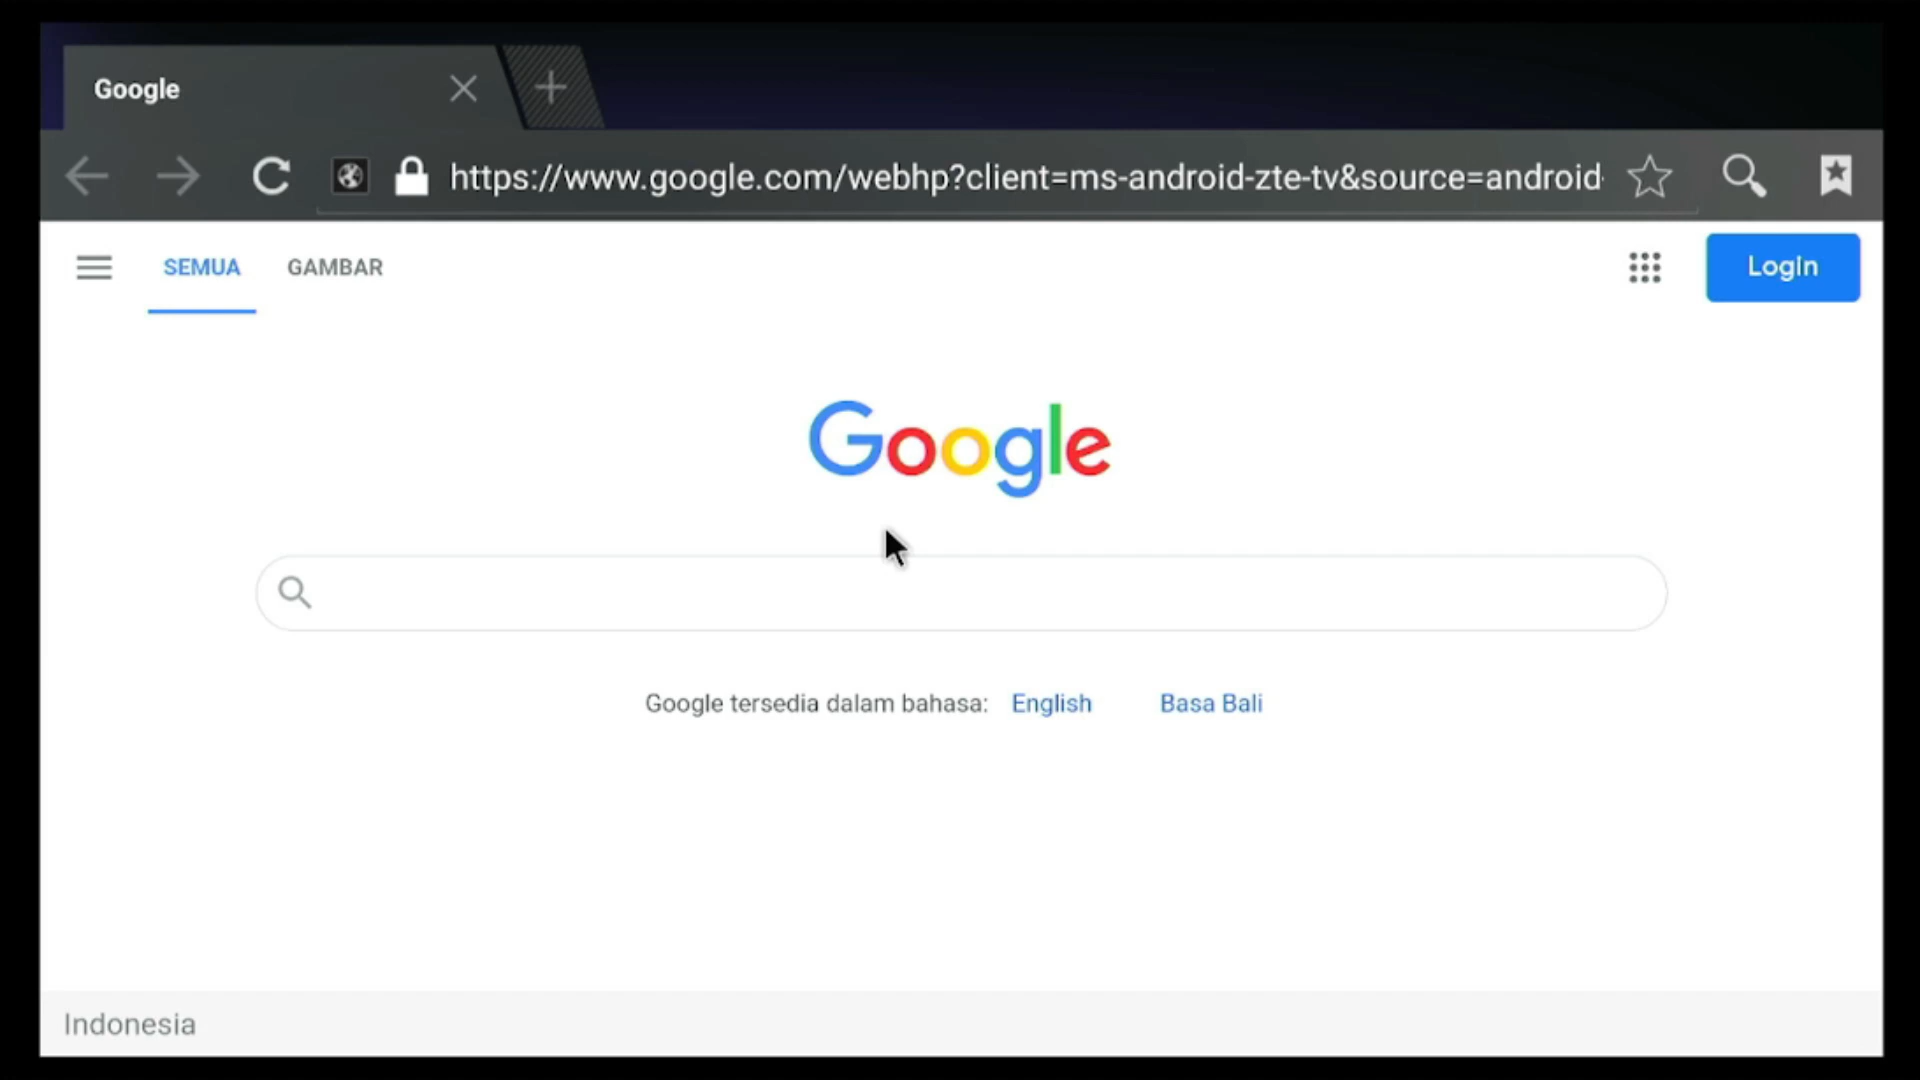 Google
https://www.google.com/webhp?client=ms-android-zte-tv&source=android-
SEMUA GAMBAR Login
Google
Google tersedia dalam bahasa: English Basa Bali
Indonesia